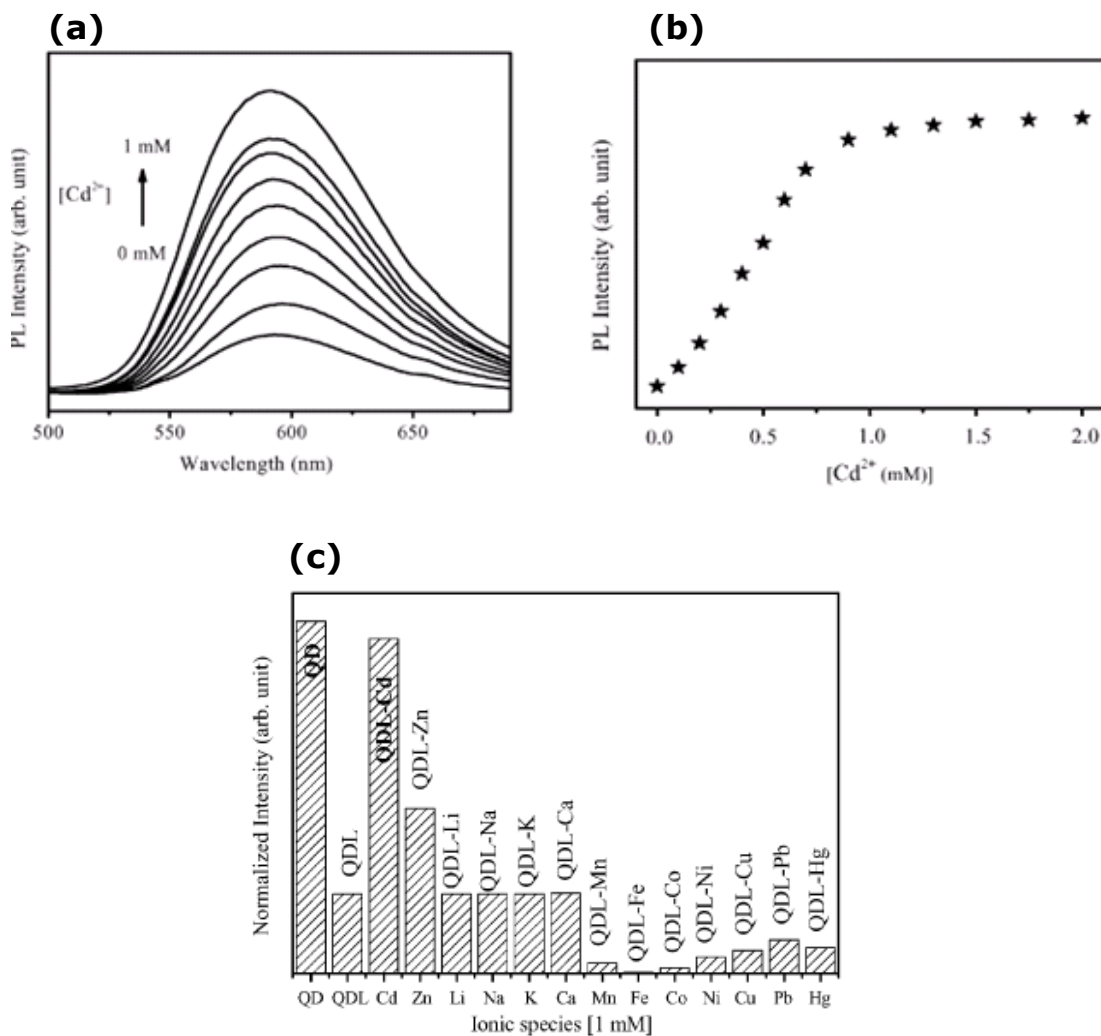 (a)
PL Intensity (arb. unit)
1 mM
[Cd²⁺]
0 mM
500 550 600 650
Wavelength (nm)
(b)
PL Intensity (arb. unit)
0.0 0.5 1.0 1.5 2.0
[Cd²⁺ (mM)]
(c)
Normalized Intensity (arb. unit)
QD
QDL
QDL-Cd
QDL-Zn
QDL-Li
QDL-Na
QDL-K
QDL-Ca
QDL-Mn
QDL-Fe
QDL-Co
QDL-Ni
QDL-Cu
QDL-Pb
QDL-Hg
QD QDL Cd Zn Li Na K Ca Mn Fe Co Ni Cu Pb Hg
Ionic species [1 mM]